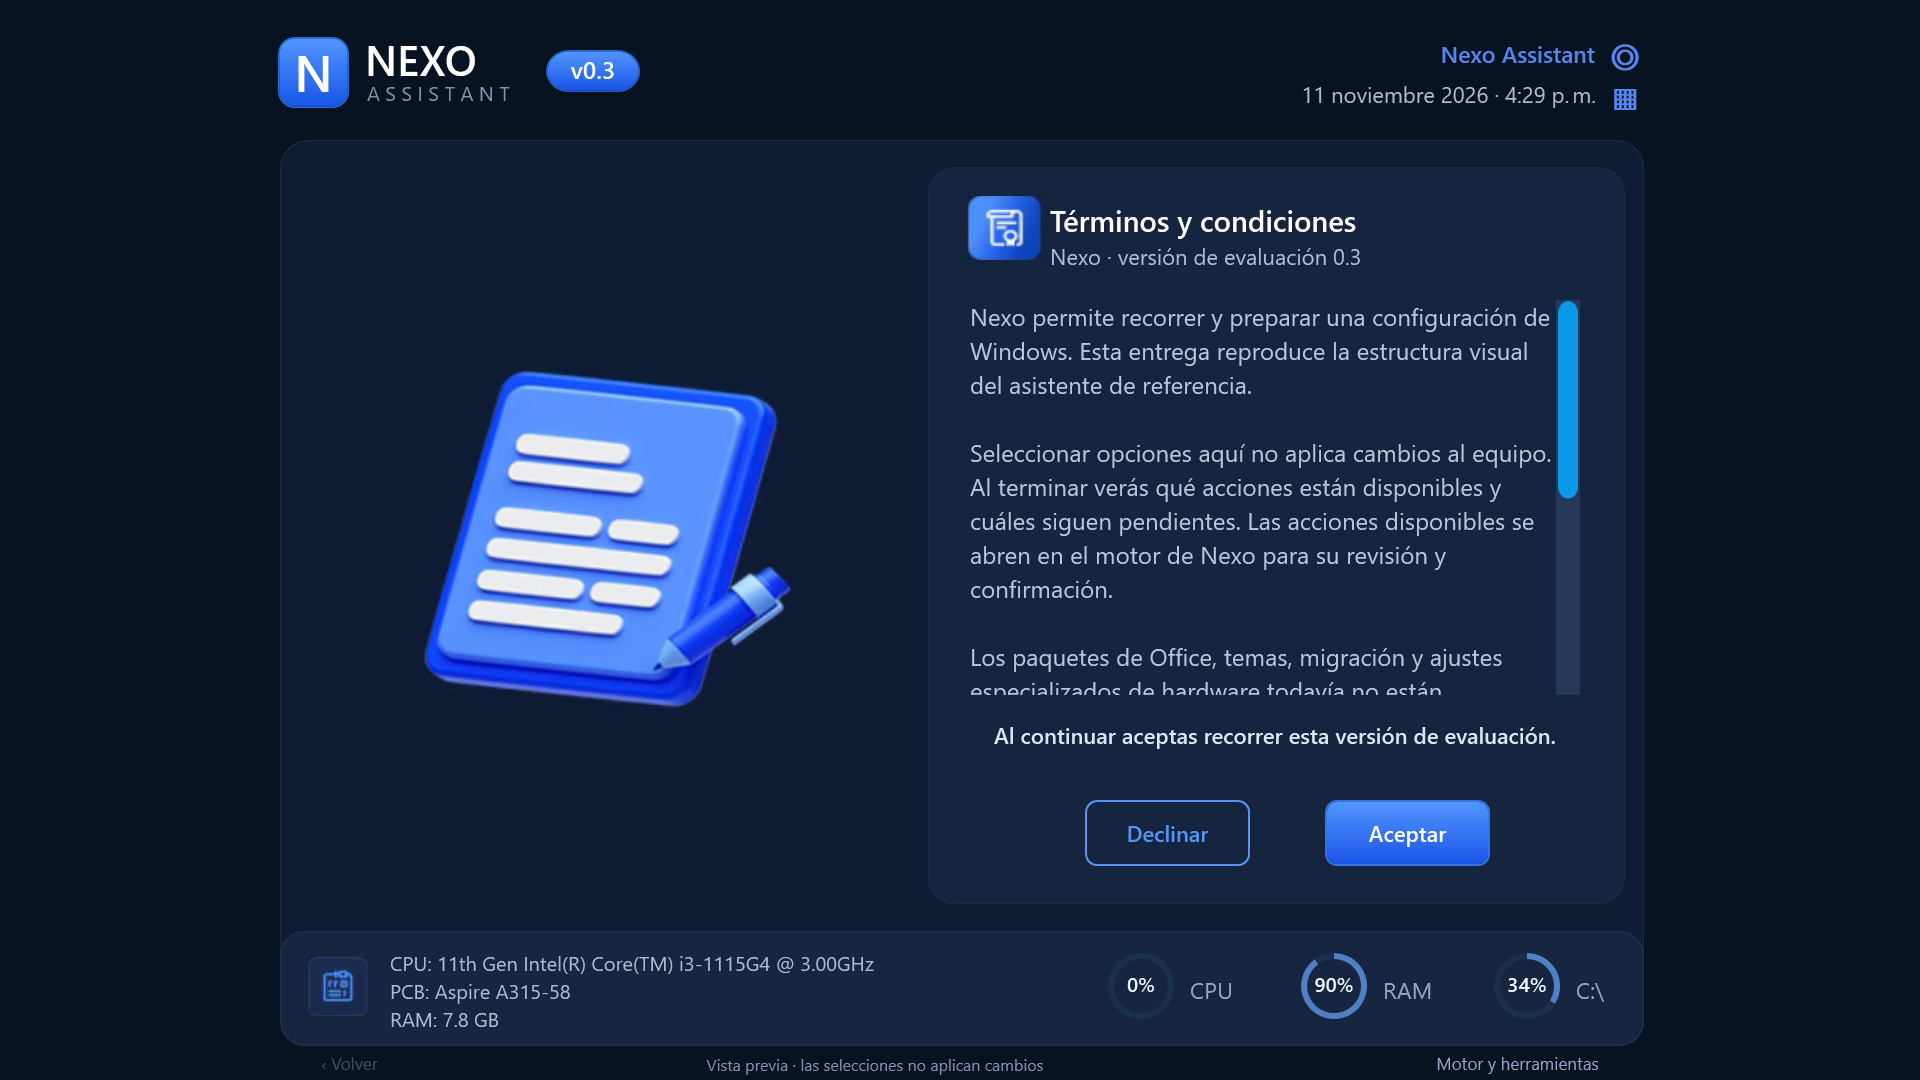 N
NEXO
ASSISTANT
v0.3
Nexo Assistant
11 noviembre 2026 · 4:29 p. m.
Términos y condiciones
Nexo · versión de evaluación 0.3
Nexo permite recorrer y preparar una configuración de
Windows. Esta entrega reproduce la estructura visual
del asistente de referencia.
Seleccionar opciones aquí no aplica cambios al equipo.
Al terminar verás qué acciones están disponibles y
cuáles siguen pendientes. Las acciones disponibles se
abren en el motor de Nexo para su revisión y
confirmación.
Los paquetes de Office, temas, migración y ajustes
especializados de hardware todavía no están
Al continuar aceptas recorrer esta versión de evaluación.
Declinar
Aceptar
CPU: 11th Gen Intel(R) Core(TM) i3-1115G4 @ 3.00GHz
PCB: Aspire A315-58
RAM: 7.8 GB
0% CPU
90% RAM
34% C:\
‹ Volver
Vista previa · las selecciones no aplican cambios
Motor y herramientas